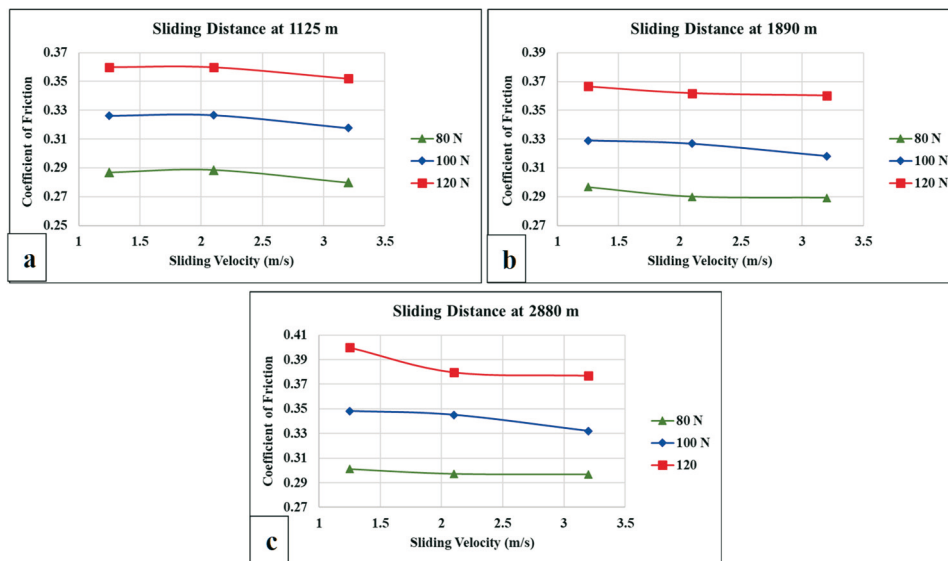 Sliding Distance at 1125 m
Coefficient of Friction
0.37
0.35
0.33
0.31
0.29
0.27
0.25
1 1.5 2 2.5 3 3.5
Sliding Velocity (m/s)
80 N
100 N
120 N
a
Sliding Distance at 1890 m
Coefficient of Friction
0.39
0.37
0.35
0.33
0.31
0.29
0.27
1 1.5 2 2.5 3 3.5
Sliding Velocity (m/s)
80 N
100 N
120 N
b
Sliding Distance at 2880 m
Coefficient of Friction
0.41
0.39
0.37
0.35
0.33
0.31
0.29
0.27
1 1.5 2 2.5 3 3.5
Sliding Velocity (m/s)
80 N
100 N
120
c